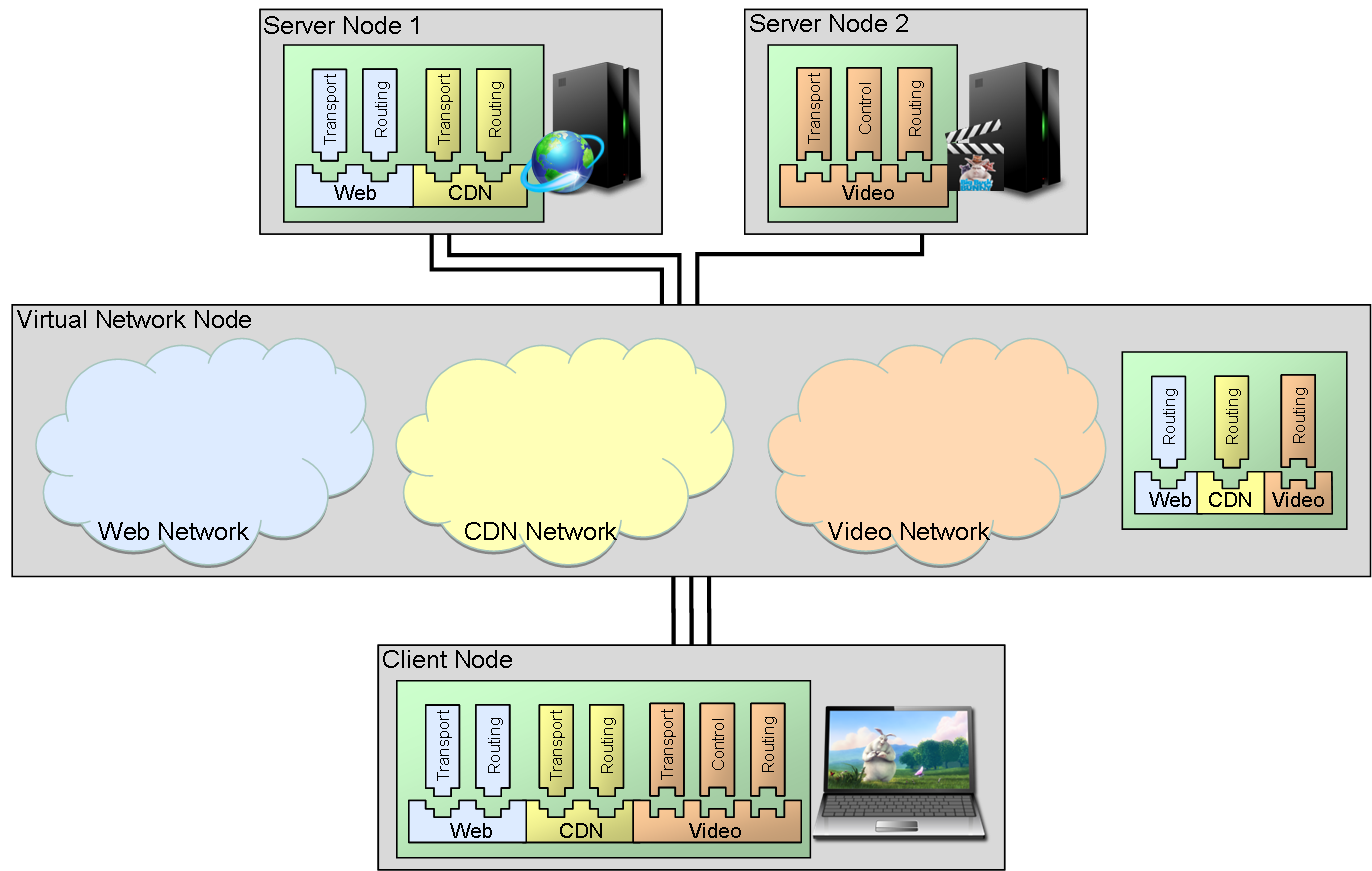 Server Node 1
Transport
Routing
Transport
Routing
Web
CDN
Server Node 2
Transport
Control
Routing
Video
Virtual Network Node
Web Network
CDN Network
Video Network
Routing
Routing
Routing
Web
CDN
Video
Client Node
Transport
Routing
Transport
Routing
Transport
Control
Routing
Web
CDN
Video